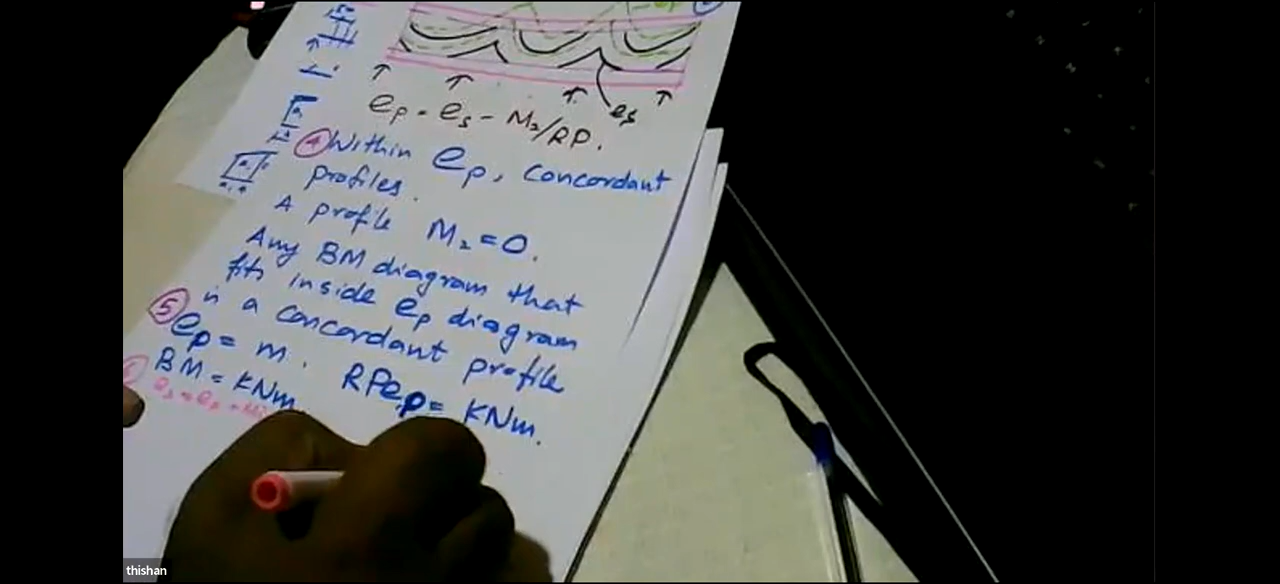 es
eₚ = eₛ - M₂/RP.
④ Within eₚ, concordant
profiles.
A profile M₂ = 0.
Any BM diagram that
fits inside eₚ diagram
is a concordant profile
⑤ eₚ = m.
BM = KNm RPeₚ = KNm.
thishan